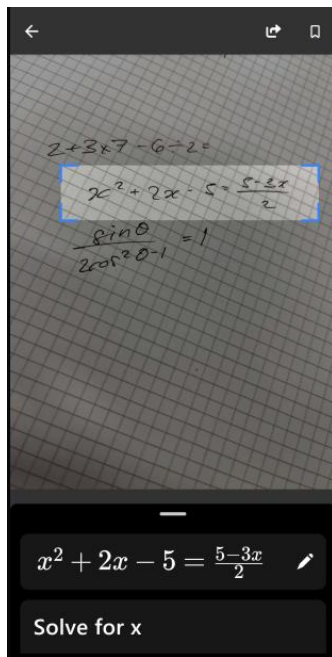 2+3×7-6÷2=
x² + 2x - 5 = (5-3x)/2
sinθ/(2cos²θ-1) = 1
x² + 2x − 5 = (5−3x)/2
Solve for x